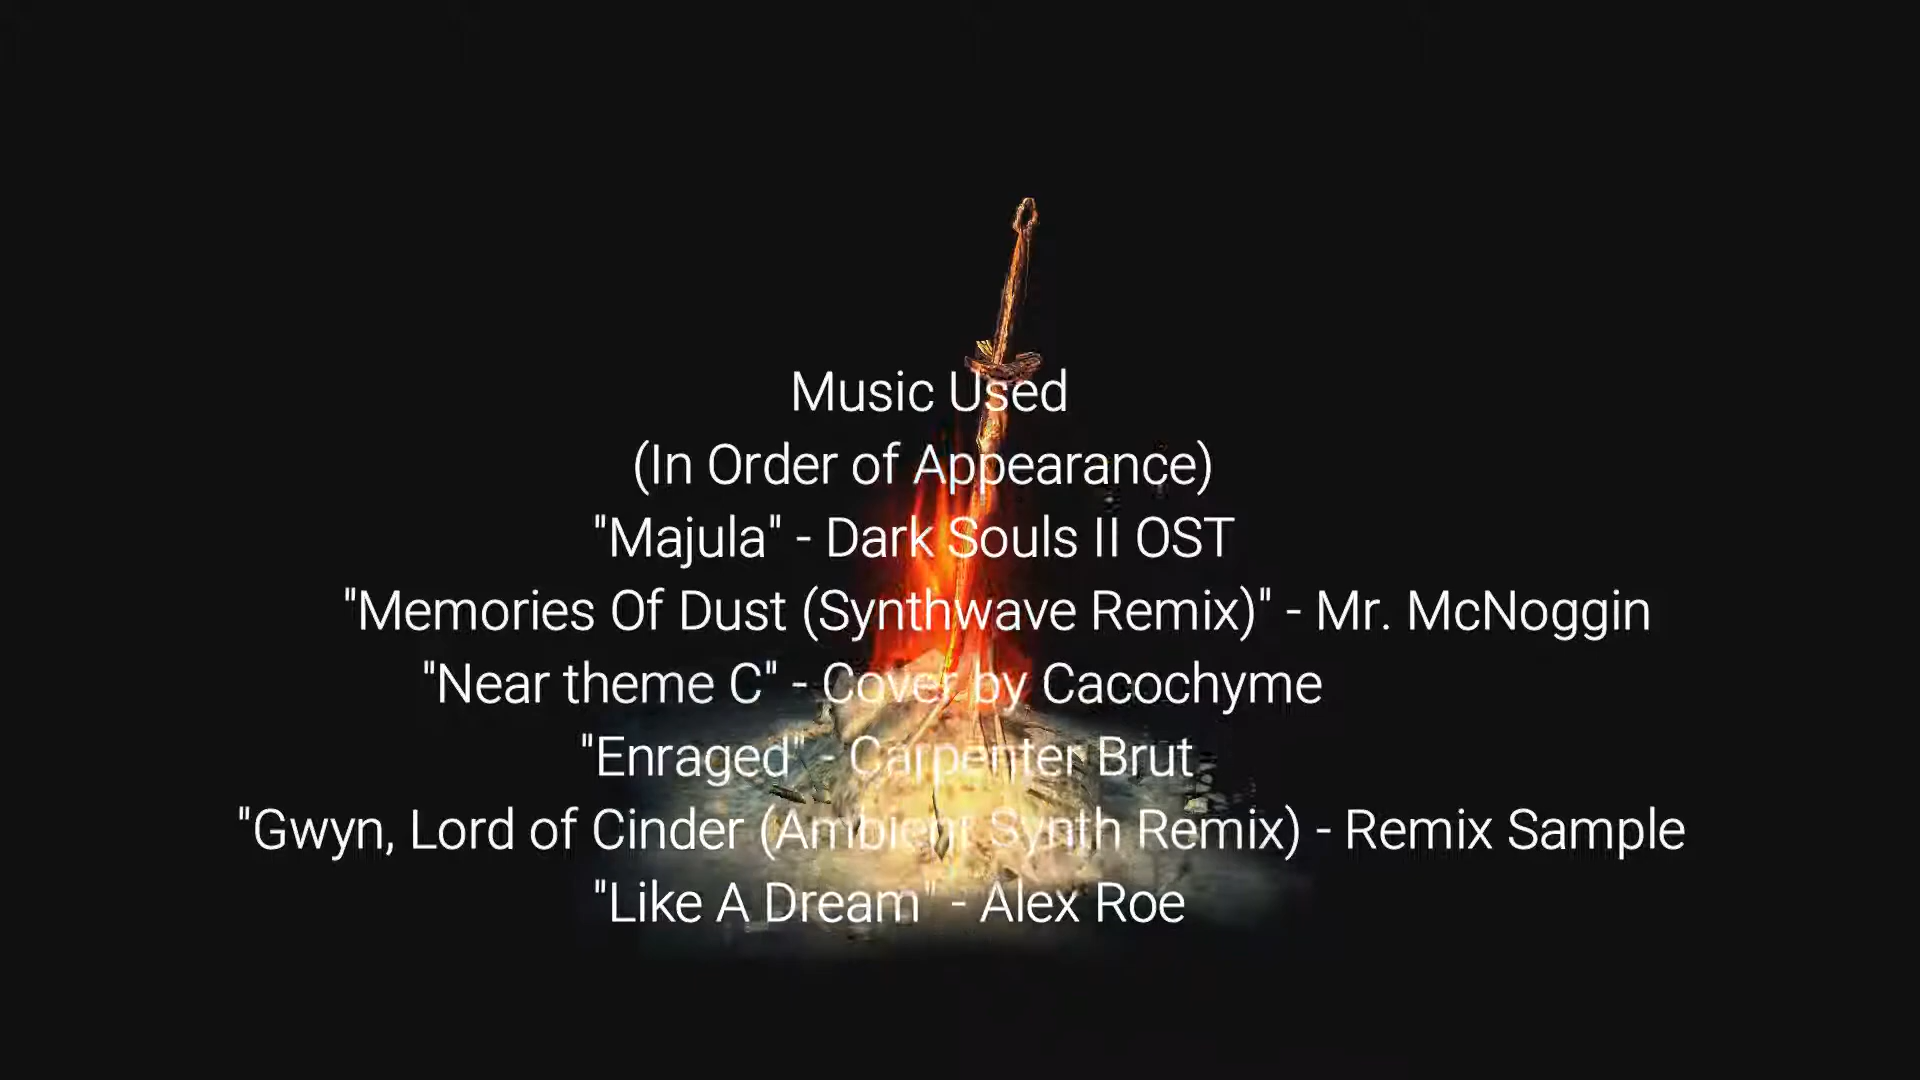 Music Used
(In Order of Appearance)
"Majula" - Dark Souls II OST
"Memories Of Dust (Synthwave Remix)" - Mr. McNoggin
"Near theme C" - Cover by Cacochyme
"Enraged" - Carpenter Brut
"Gwyn, Lord of Cinder (Ambient Synth Remix) - Remix Sample
"Like A Dream" - Alex Roe